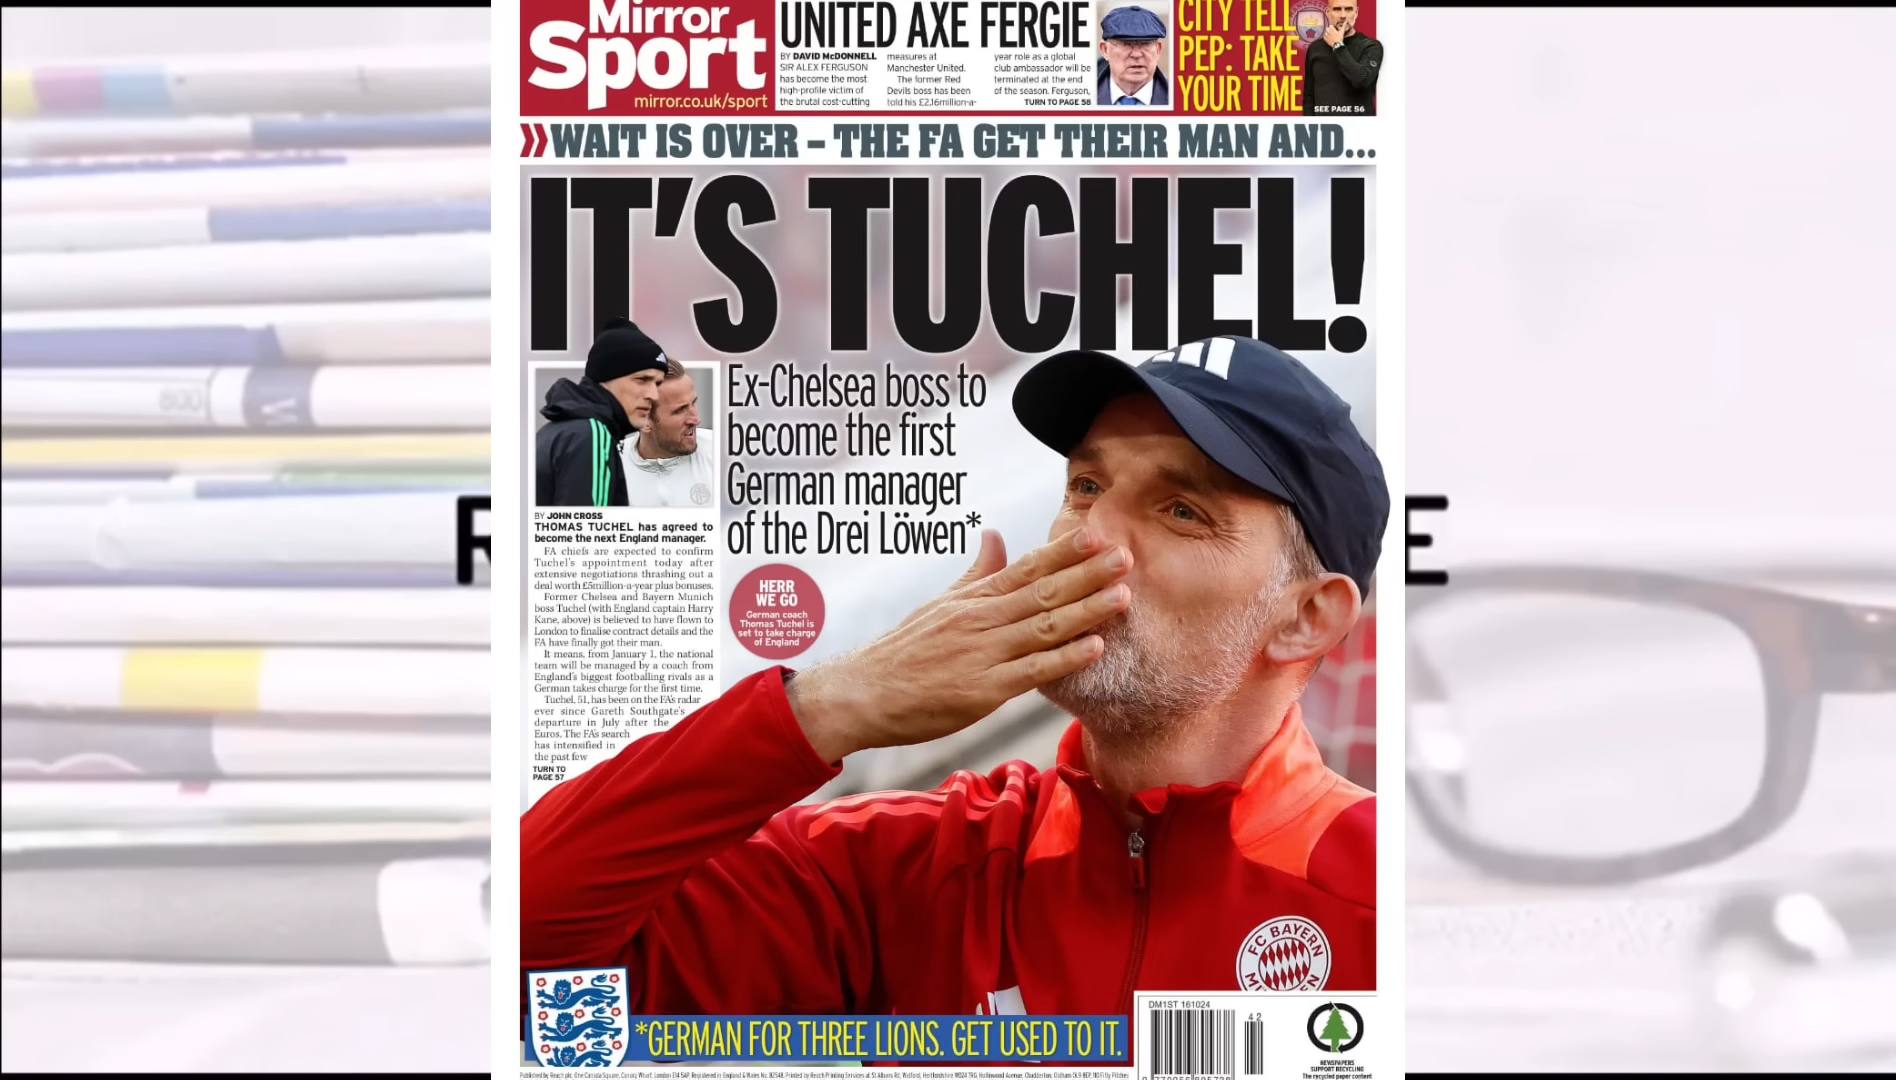 Mirror
Sport
mirror.co.uk/sport
UNITED AXE FERGIE
BY DAVID McDONNELL
SIR ALEX FERGUSON
has become the most
high-profile victim of
the brutal cost-cutting
measures at
Manchester United.
The former Red
Devils boss has been
told his £2.16million-a-
year role as a global
club ambassador will be
terminated at the end
of the season. Ferguson,
TURN TO PAGE 58
CITY TELL
PEP: TAKE
YOUR TIME
SEE PAGE 56
»WAIT IS OVER – THE FA GET THEIR MAN AND...
IT'S TUCHEL!
Ex-Chelsea boss to
become the first
German manager
of the Drei Löwen*
BY JOHN CROSS
THOMAS TUCHEL has agreed to
become the next England manager.
FA chiefs are expected to confirm
Tuchel's appointment today after
extensive negotiations thrashing out a
deal worth £5million-a-year plus bonuses.
Former Chelsea and Bayern Munich
boss Tuchel (with England captain Harry
Kane, above) is believed to have flown to
London to finalise contract details and the
FA have finally got their man.
It means, from January 1, the national
team will be managed by a coach from
England's biggest footballing rivals as a
German takes charge for the first time.
Tuchel, 51, has been on the FA's radar
ever since Gareth Southgate's
departure in July after the
Euros. The FA's search
has intensified in
the past few
TURN TO
PAGE 57
HERR
WE GO
German coach
Thomas Tuchel is
set to take charge
of England
800
R
E
FC BAYERN
*GERMAN FOR THREE LIONS. GET USED TO IT.
DM1ST 161024
42
NEWSPAPERS
SUPPORT RECYCLING
The recycled paper content